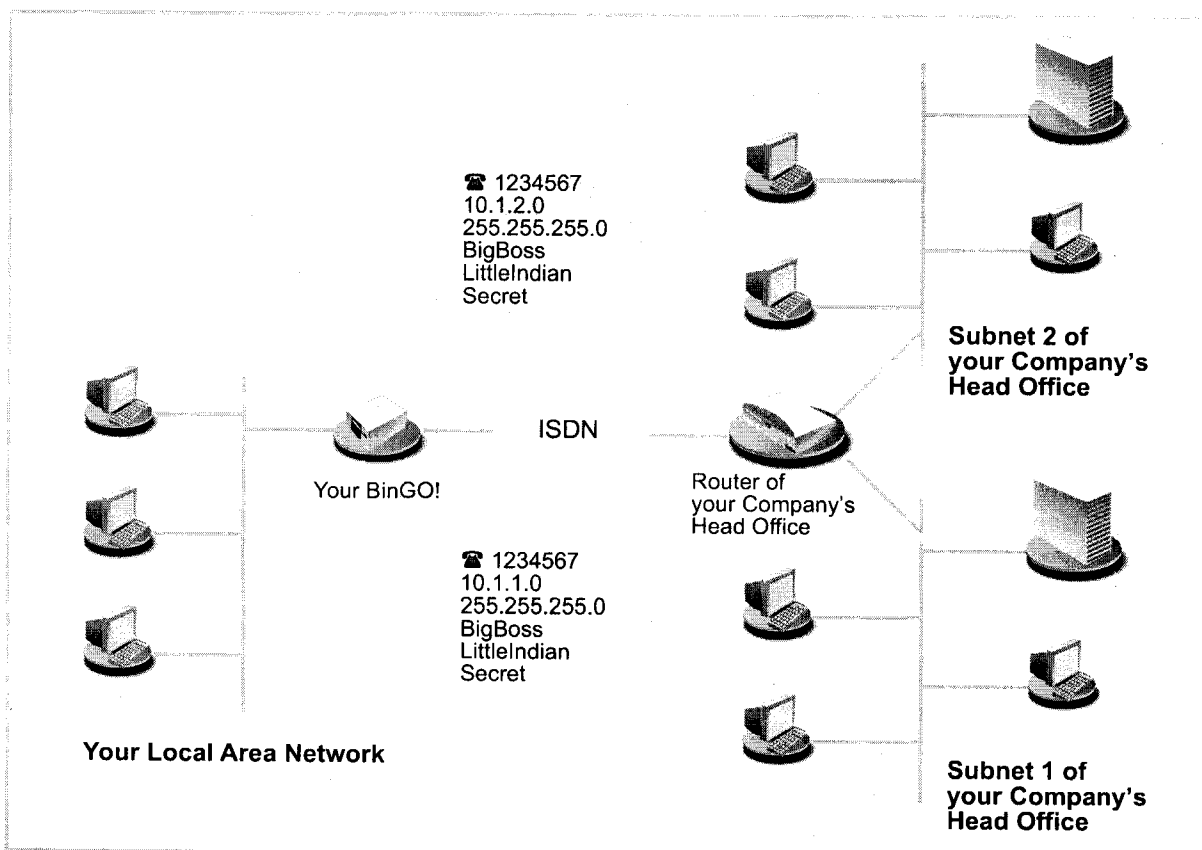 ☎ 1234567
10.1.2.0
255.255.255.0
BigBoss
LittleIndian
Secret
Subnet 2 of
your Company's
Head Office
Your BinGO!
ISDN
Router of
your Company's
Head Office
☎ 1234567
10.1.1.0
255.255.255.0
BigBoss
LittleIndian
Secret
Your Local Area Network
Subnet 1 of
your Company's
Head Office